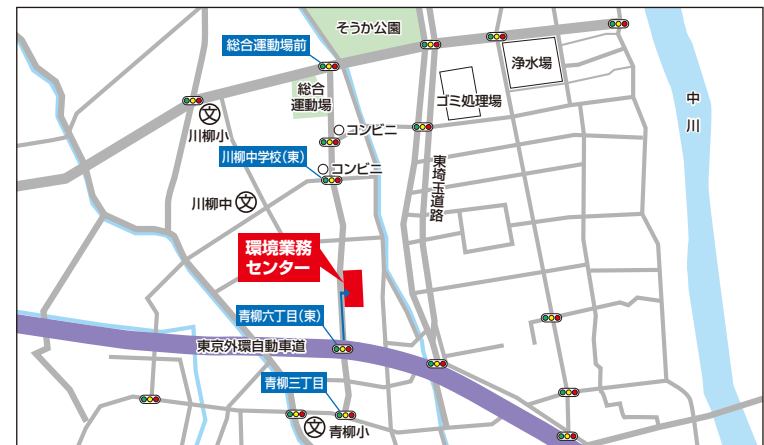 そうか公園
総合運動場前
浄水場
総合
運動場
ゴミ処理場
中川
文
川柳小
コンビニ
川柳中学校(東)
コンビニ
東埼玉道路
川柳中
文
環境業務
センター
青柳六丁目(東)
東京外環自動車道
青柳三丁目
文
青柳小